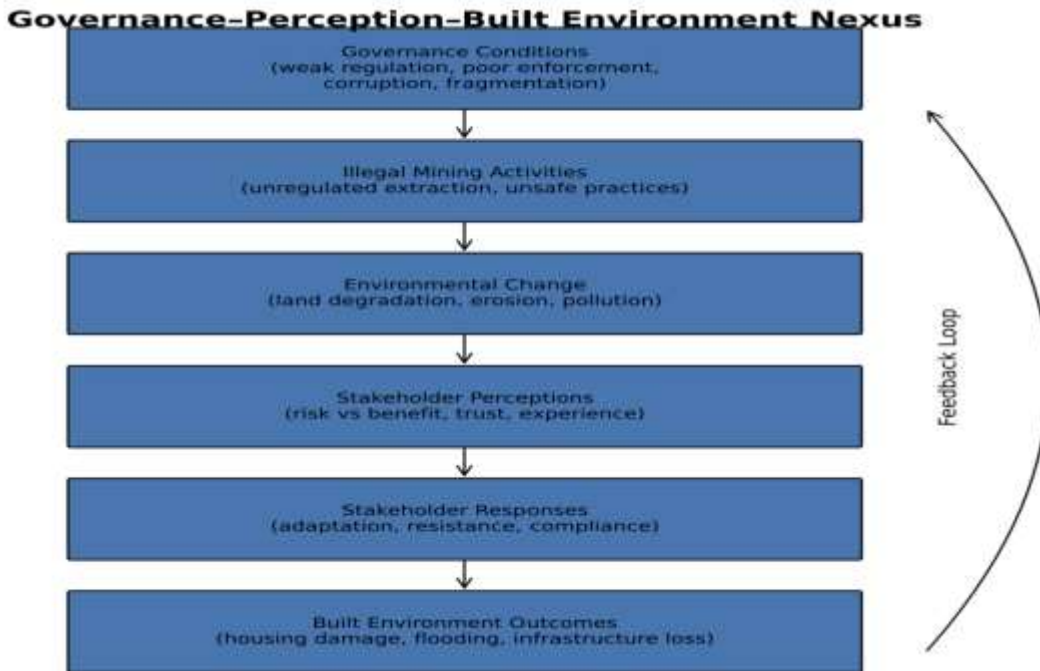 Governance–Perception–Built Environment Nexus
Governance Conditions
(weak regulation, poor enforcement,
corruption, fragmentation)
Illegal Mining Activities
(unregulated extraction, unsafe practices)
Environmental Change
(land degradation, erosion, pollution)
Stakeholder Perceptions
(risk vs benefit, trust, experience)
Feedback Loop
Stakeholder Responses
(adaptation, resistance, compliance)
Built Environment Outcomes
(housing damage, flooding, infrastructure loss)